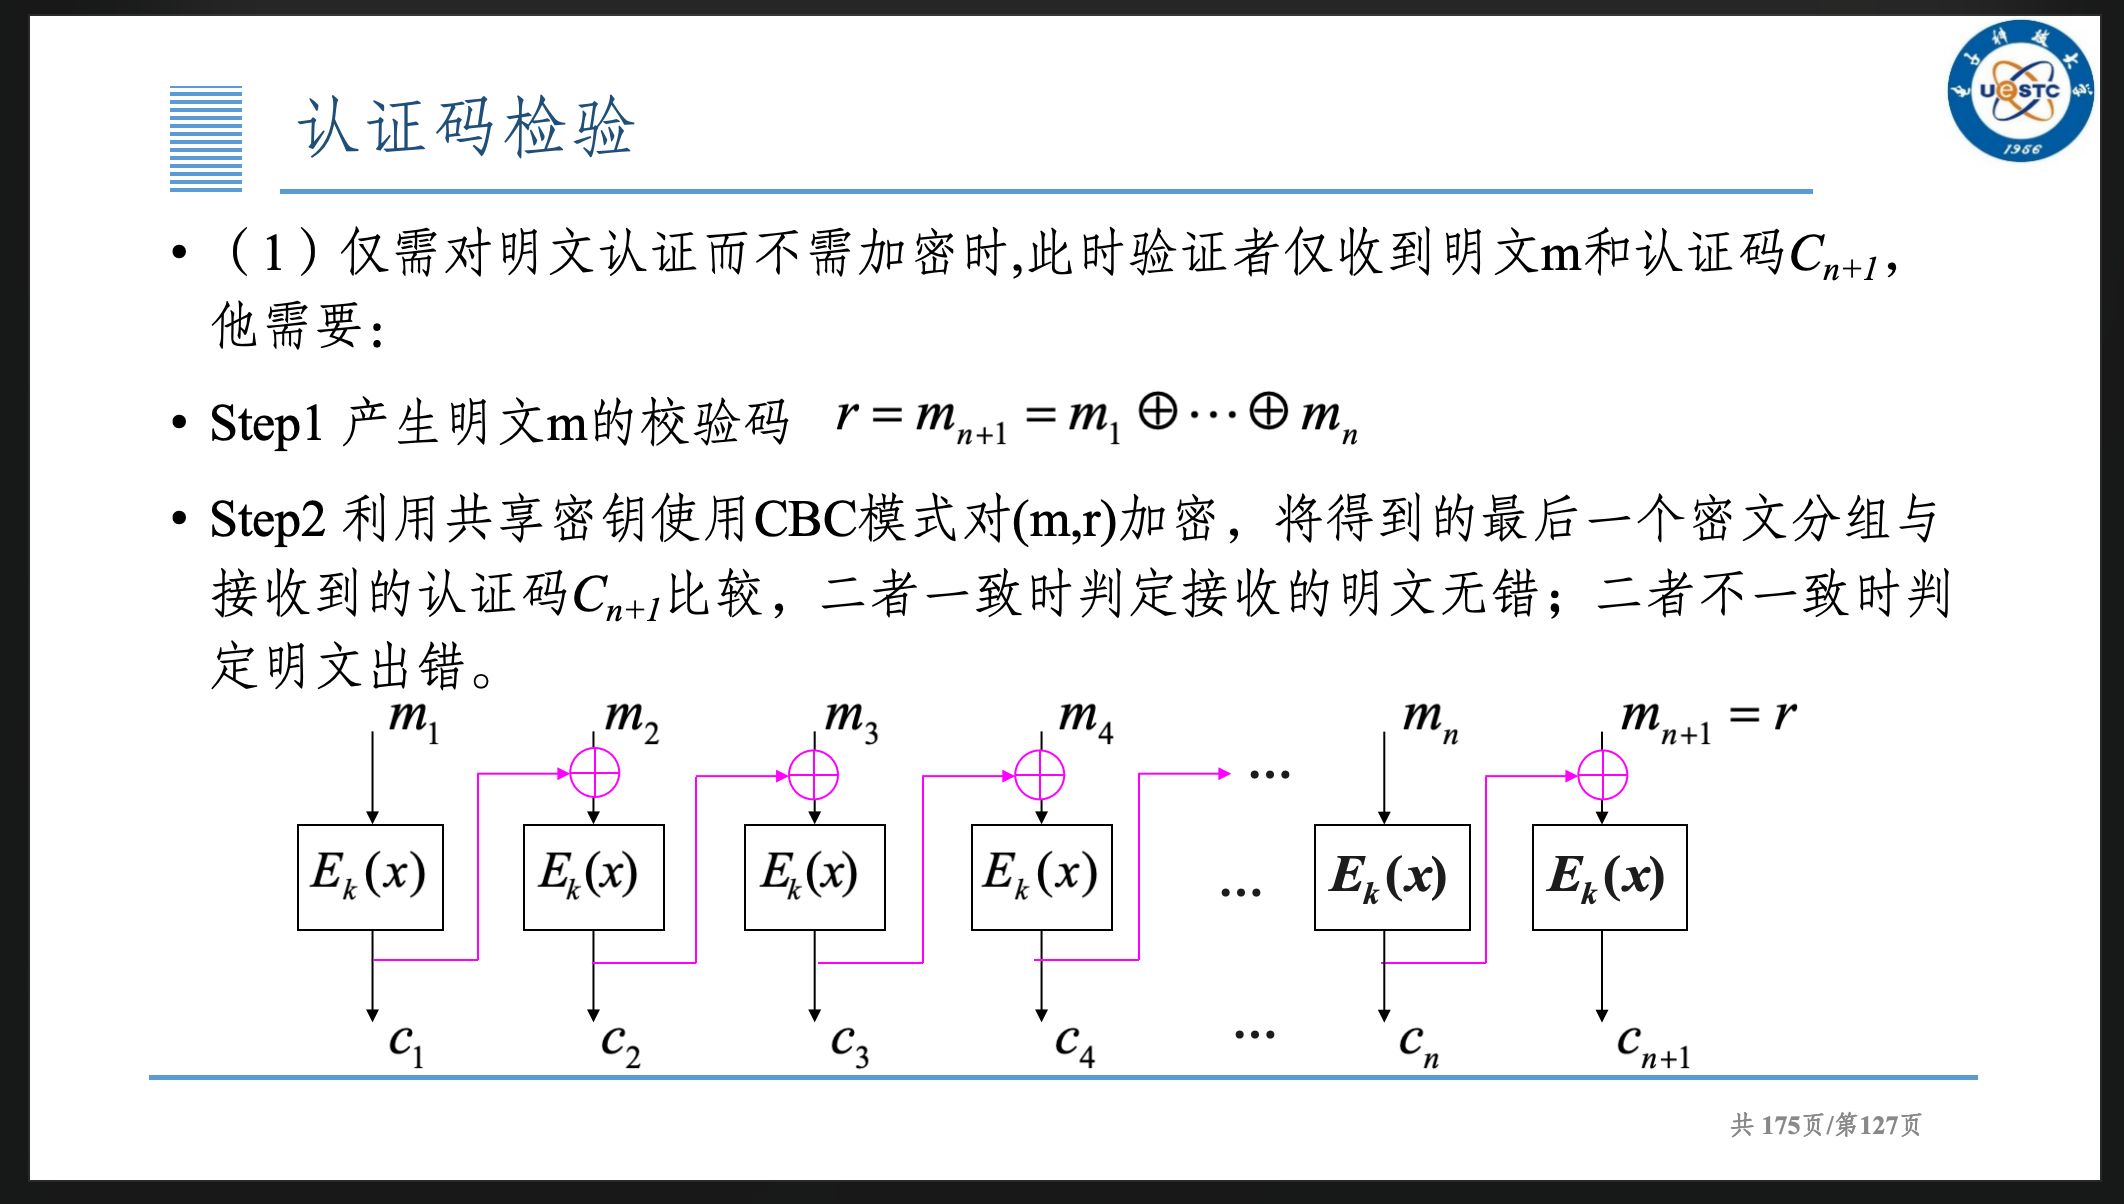 认证码检验
UESTC
1956
• （1）仅需对明文认证而不需加密时,此时验证者仅收到明文m和认证码C_{n+1}，
他需要：
• Step1 产生明文m的校验码 r = m_{n+1} = m_1 ⊕ ⋯ ⊕ m_n
• Step2 利用共享密钥使用CBC模式对(m,r)加密，将得到的最后一个密文分组与
接收到的认证码C_{n+1}比较，二者一致时判定接收的明文无错；二者不一致时判
定明文出错。
m_1 m_2 m_3 m_4 m_n m_{n+1} = r
…
E_k(x) E_k(x) E_k(x) E_k(x) … E_k(x) E_k(x)
c_1 c_2 c_3 c_4 … c_n c_{n+1}
共 175页/第127页